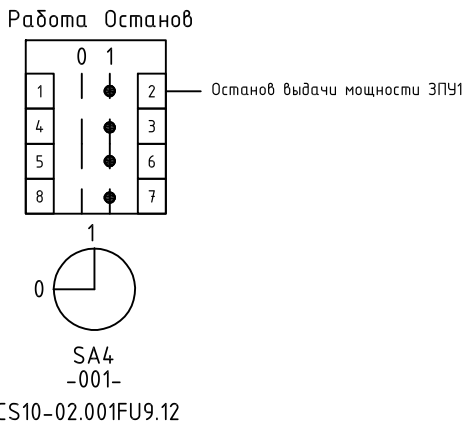 Работа Останов
0 1
1 2 Останов выдачи мощности ЗПУ1
4 3
5 6
8 7
1
0
SA4
-001-
CS10-02.001FU9.12